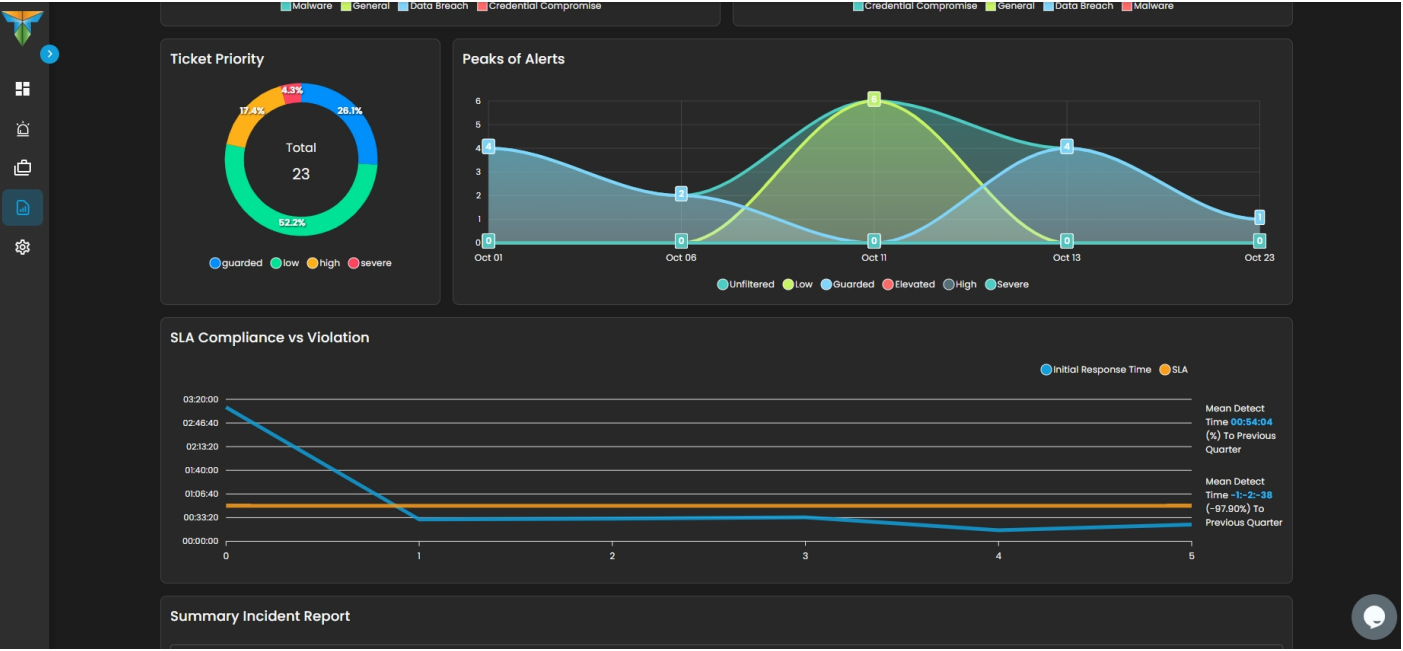 Malware General Data Breach Credential Compromise
Credential Compromise General Data Breach Malware
Ticket Priority
4.3%
17.4%
26.1%
Total
23
52.2%
guarded low high severe
Peaks of Alerts
6
5
4
3
2
1
0
4
2
6
4
1
0
0
0
0
0
Oct 01
Oct 06
Oct 11
Oct 13
Oct 23
Unfiltered Low Guarded Elevated High Severe
SLA Compliance vs Violation
Initial Response Time SLA
03:20:00
02:46:40
02:13:20
01:40:00
01:06:40
00:33:20
00:00:00
0
1
2
3
4
5
Mean Detect
Time 00:54:04
(%) To Previous
Quarter
Mean Detect
Time -1:-2:-38
(-97.90%) To
Previous Quarter
Summary Incident Report